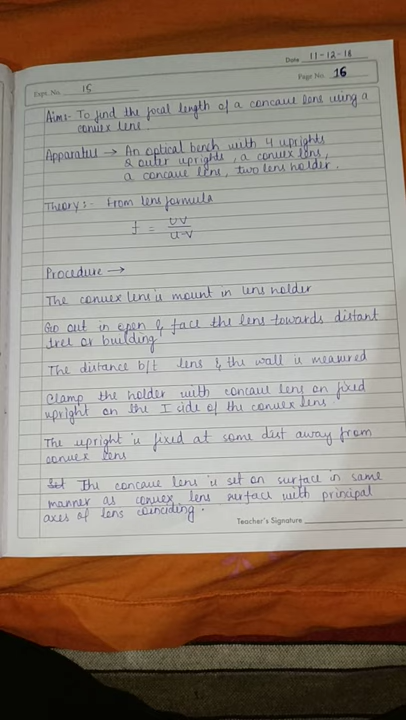 Date 11-12-18
Expt. No. 15
Page No. 16
Aim:- To find the focal length of a concave lens using a
convex lens.
Apparatus → An optical bench with 4 uprights
2 outer uprights, a convex lens,
a concave lens, two lens holder.
Theory:- From lens formula
f = uv
u-v
Procedure →
The convex lens is mount in lens holder
Go out in open & face the lens towards distant
tree or building
The distance b/t lens & the wall is measured
Clamp the holder with concave lens on fixed
upright on the I side of the convex lens.
The upright is fixed at some dist away from
convex lens
The concave lens is set on surface in same
manner as convex lens surface with principal
axes of lens coinciding.
Teacher's Signature